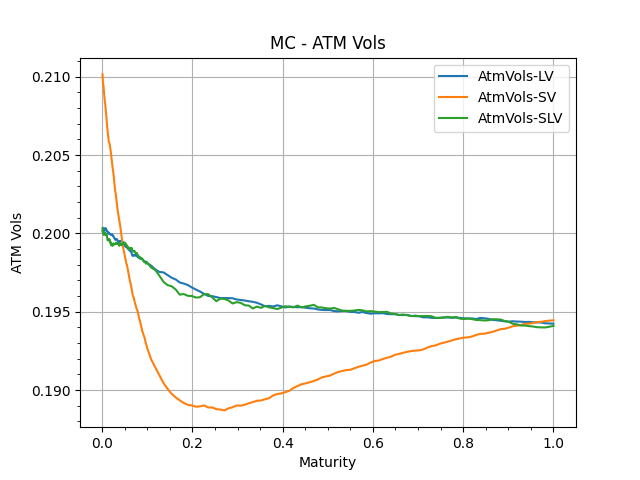 MC - ATM Vols
AtmVols-LV
AtmVols-SV
AtmVols-SLV
ATM Vols
0.210
0.205
0.200
0.195
0.190
0.0 0.2 0.4 0.6 0.8 1.0
Maturity